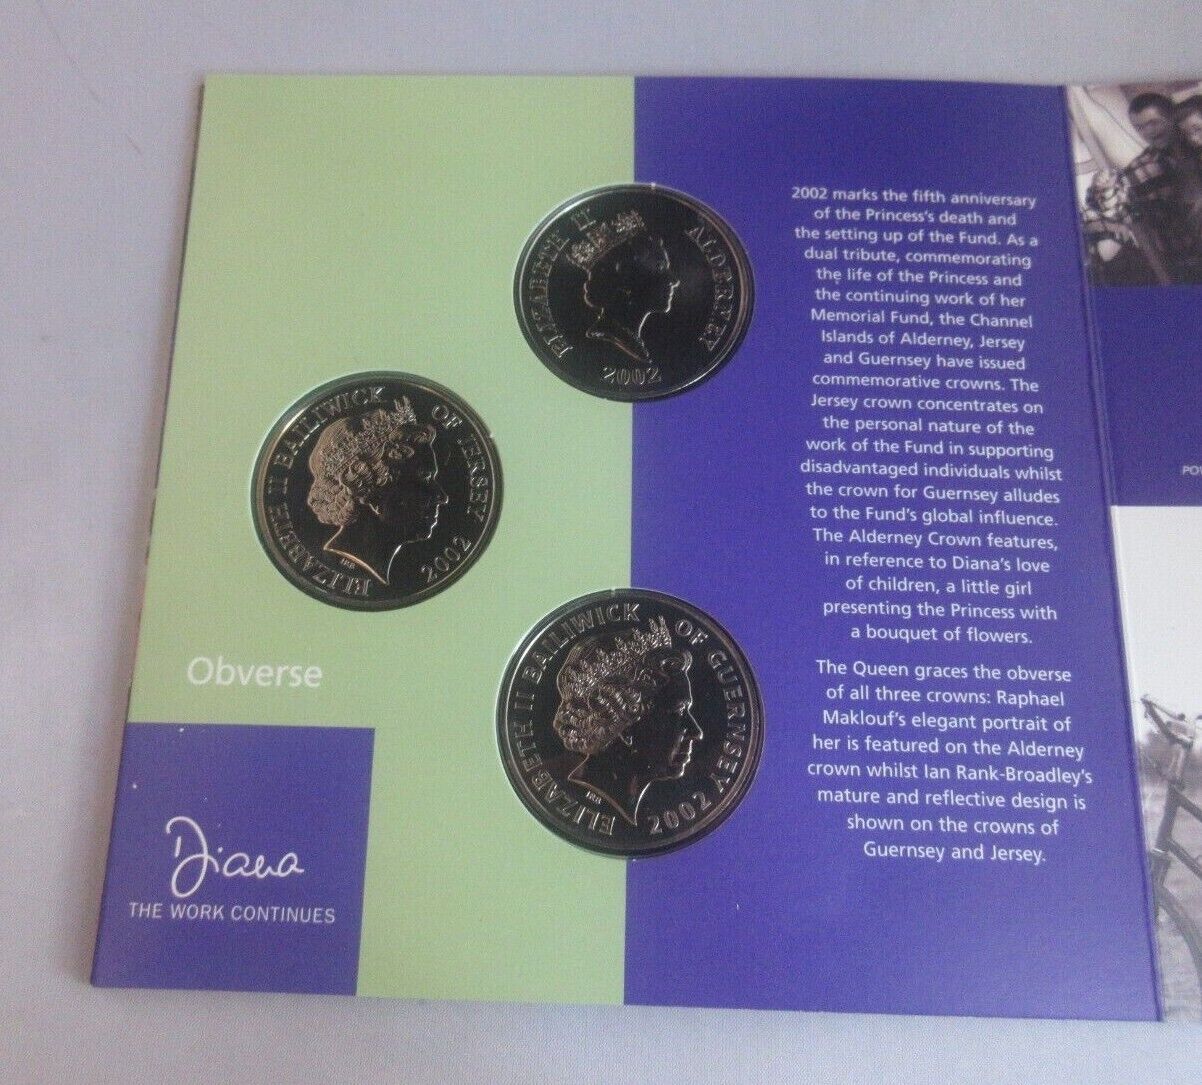 ELIZABETH II ALDERNEY
2002
ELIZABETH II BAILIWICK OF JERSEY 2002
IRB
ELIZABETH II BAILIWICK OF GUERNSEY 2002
IRB
Obverse
Diana
THE WORK CONTINUES
2002 marks the fifth anniversary
of the Princess's death and
the setting up of the Fund. As a
dual tribute, commemorating
the life of the Princess and
the continuing work of her
Memorial Fund, the Channel
Islands of Alderney, Jersey
and Guernsey have issued
commemorative crowns. The
Jersey crown concentrates on
the personal nature of the
work of the Fund in supporting
disadvantaged individuals whilst
the crown for Guernsey alludes
to the Fund's global influence.
The Alderney Crown features,
in reference to Diana's love
of children, a little girl
presenting the Princess with
a bouquet of flowers.
The Queen graces the obverse
of all three crowns: Raphael
Maklouf's elegant portrait of
her is featured on the Alderney
crown whilst Ian Rank-Broadley's
mature and reflective design is
shown on the crowns of
Guernsey and Jersey.